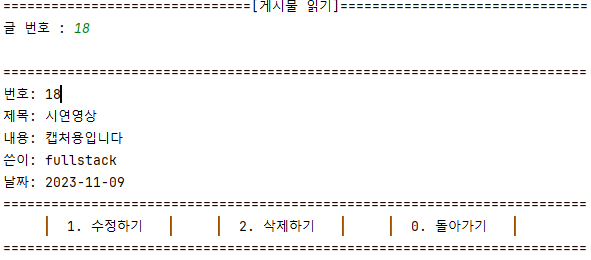 ===============================[게시물 읽기]===============================
글 번호 : 18
=========================================================================
번호: 18
제목: 시연영상
내용: 캡처용입니다
쓴이: fullstack
날짜: 2023-11-09
=========================================================================
| 1. 수정하기 | | 2. 삭제하기 | | 0. 돌아가기 |
=========================================================================